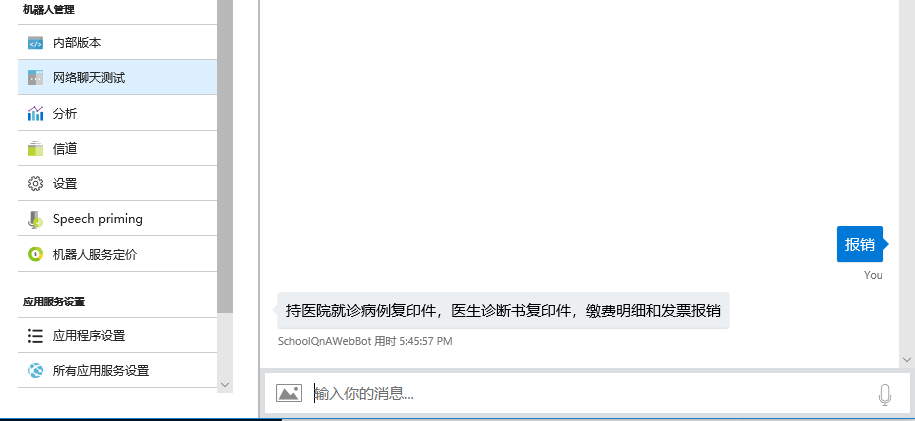 机器人管理
内部版本
网络聊天测试
分析
信道
设置
Speech priming
机器人服务定价
应用服务设置
应用程序设置
所有应用服务设置
报销
You
持医院就诊病例复印件，医生诊断书复印件，缴费明细和发票报销
SchoolQnAWebBot 用时 5:45:57 PM
输入你的消息...